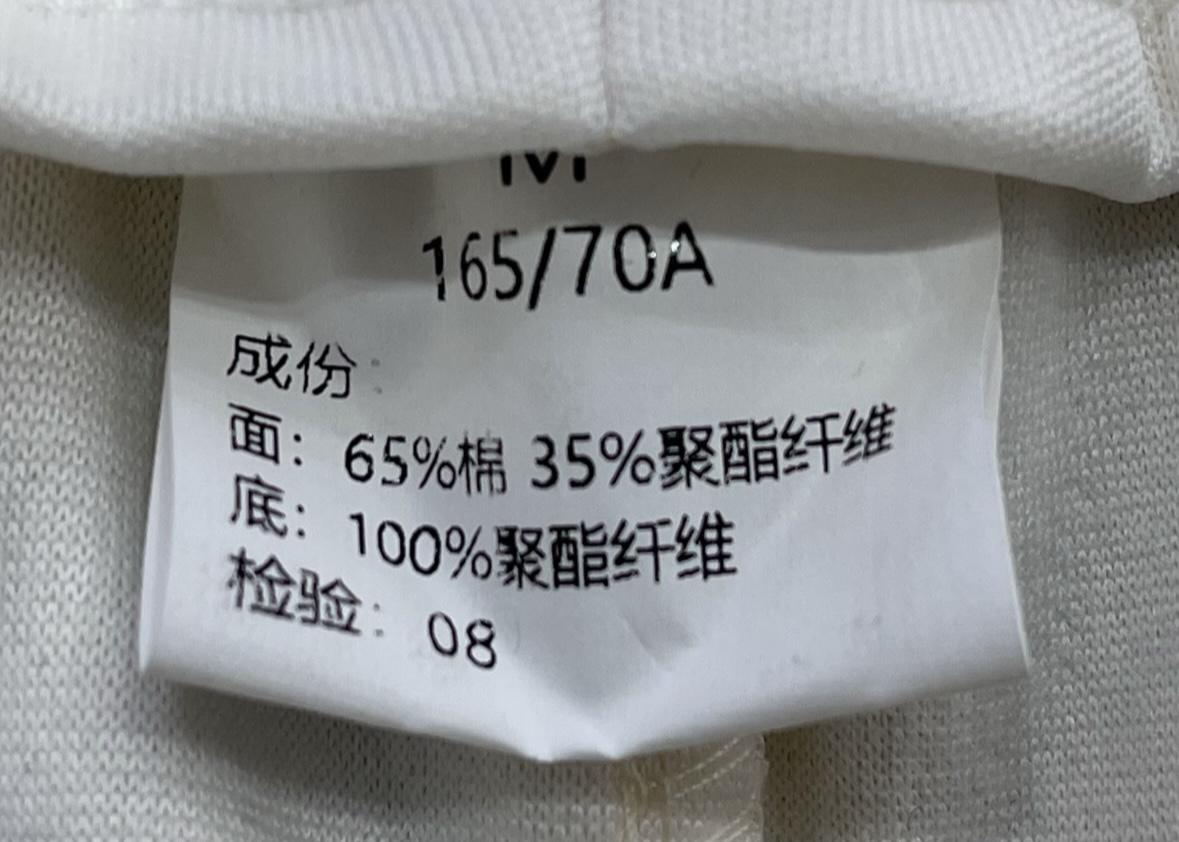 M
165/70A
成份:
面: 65%棉 35%聚酯纤维
底: 100%聚酯纤维
检验: 08